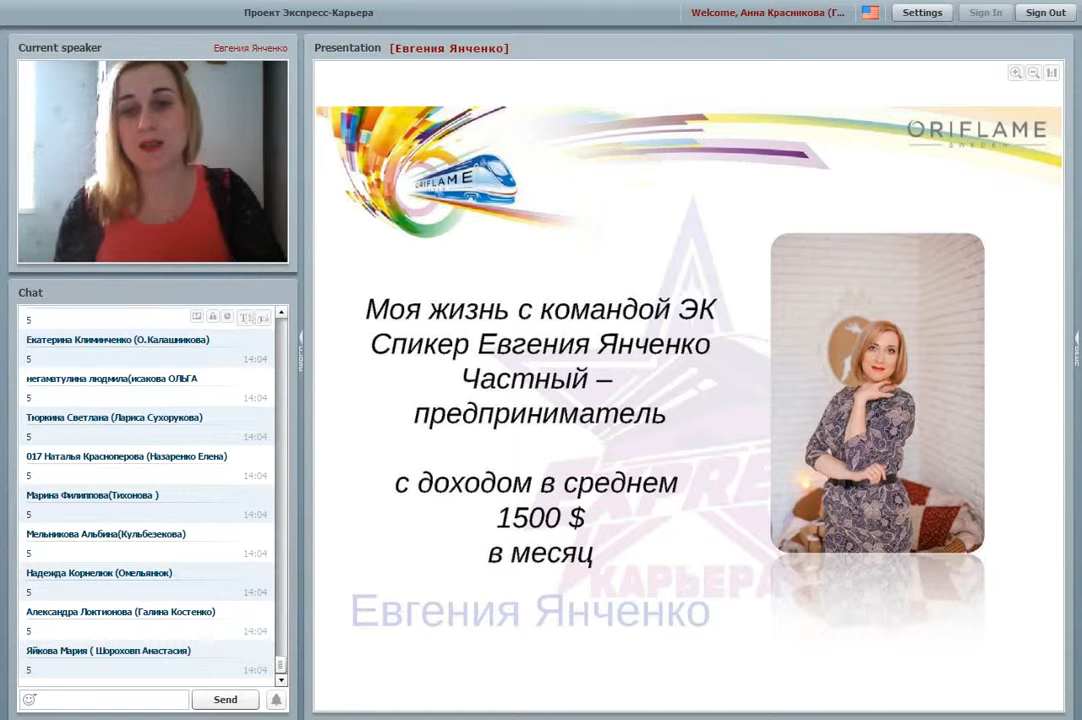 Проект Экспресс-Карьера
Welcome, Анна Красникова (Г...
Settings
Sign In
Sign Out
Current speaker
Евгения Янченко
Chat
5
Екатерина Климинченко (О.Калашникова)
5 14:04
негаматулина людмила(исакова ОЛЬГА
5 14:04
Тюркина Светлана (Лариса Сухорукова)
5 14:04
017 Наталья Красноперова (Назаренко Елена)
5 14:04
Марина Филиппова(Тихонова )
5 14:04
Мельникова Альбина(Кульбезекова)
5 14:04
Надежда Корнелюк (Омельянюк)
5 14:04
Александра Локтионова (Галина Костенко)
5 14:04
Яйкова Мария ( Шороховп Анастасия)
5 14:04
Send
Presentation [Евгения Янченко]
1:1
ORIFLAME
SWEDEN
ORIFLAME
Моя жизнь с командой ЭК
Спикер Евгения Янченко
Частный –
предприниматель
с доходом в среднем
1500 $
в месяц
КАРЬЕРА
Евгения Янченко